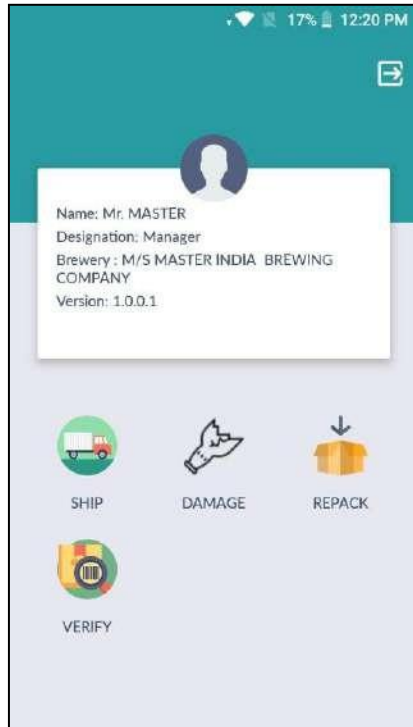 17% 12:20 PM
Name: Mr. MASTER
Designation: Manager
Brewery : M/S MASTER INDIA BREWING
COMPANY
Version: 1.0.0.1
SHIP DAMAGE REPACK
VERIFY